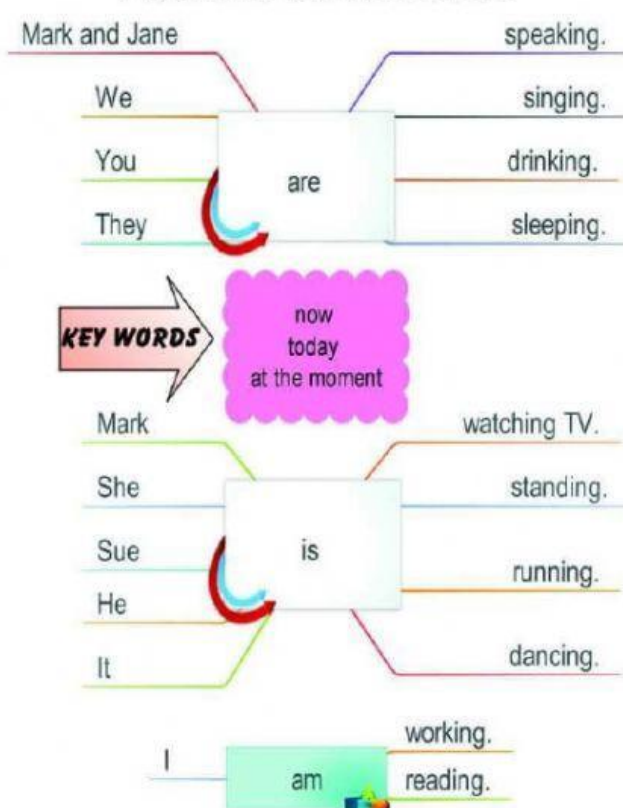 Mark and Jane
speaking.
We
singing.
You
are
drinking.
They
sleeping.
KEY WORDS
now
today
at the moment
Mark
watching TV.
She
standing.
Sue
is
running.
He
It
dancing.
I
am
working.
reading.